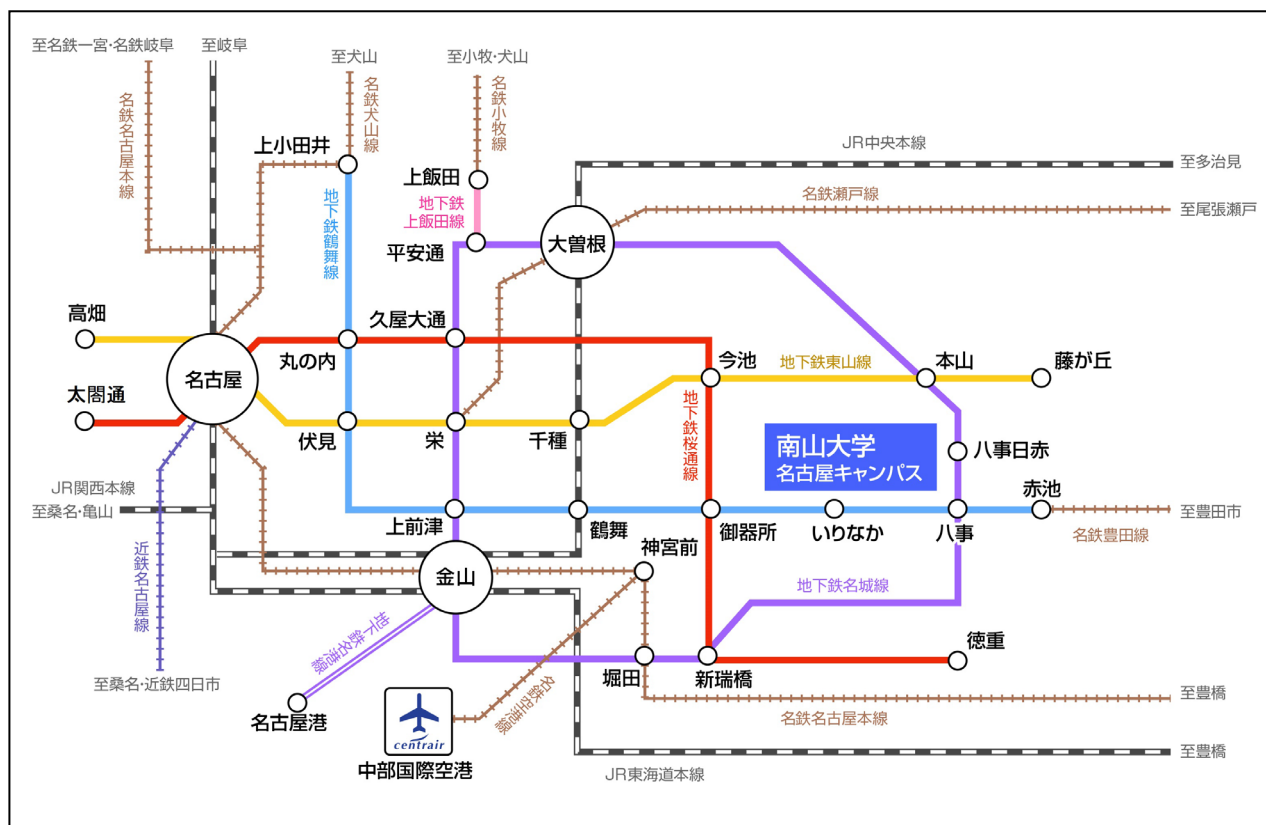 至名鉄一宮・名鉄岐阜
至岐阜
至犬山
至小牧・犬山
名鉄名古屋本線
名鉄犬山線
名鉄小牧線
JR中央本線
至多治見
上小田井
上飯田
地下鉄
上飯田線
名鉄瀬戸線
至尾張瀬戸
地下鉄鶴舞線
平安通
大曽根
高畑
久屋大通
丸の内
名古屋
今池
地下鉄東山線
本山
藤が丘
太閤通
伏見
栄
千種
地下鉄桜通線
南山大学
名古屋キャンパス
八事日赤
JR関西本線
至桑名・亀山
上前津
鶴舞
御器所
いりなか
八事
赤池
至豊田市
名鉄豊田線
近鉄名古屋線
金山
神宮前
地下鉄名城線
地下鉄名港線
堀田
新瑞橋
徳重
至桑名・近鉄四日市
名古屋港
名鉄空港線
centrair
中部国際空港
名鉄名古屋本線
至豊橋
JR東海道本線
至豊橋